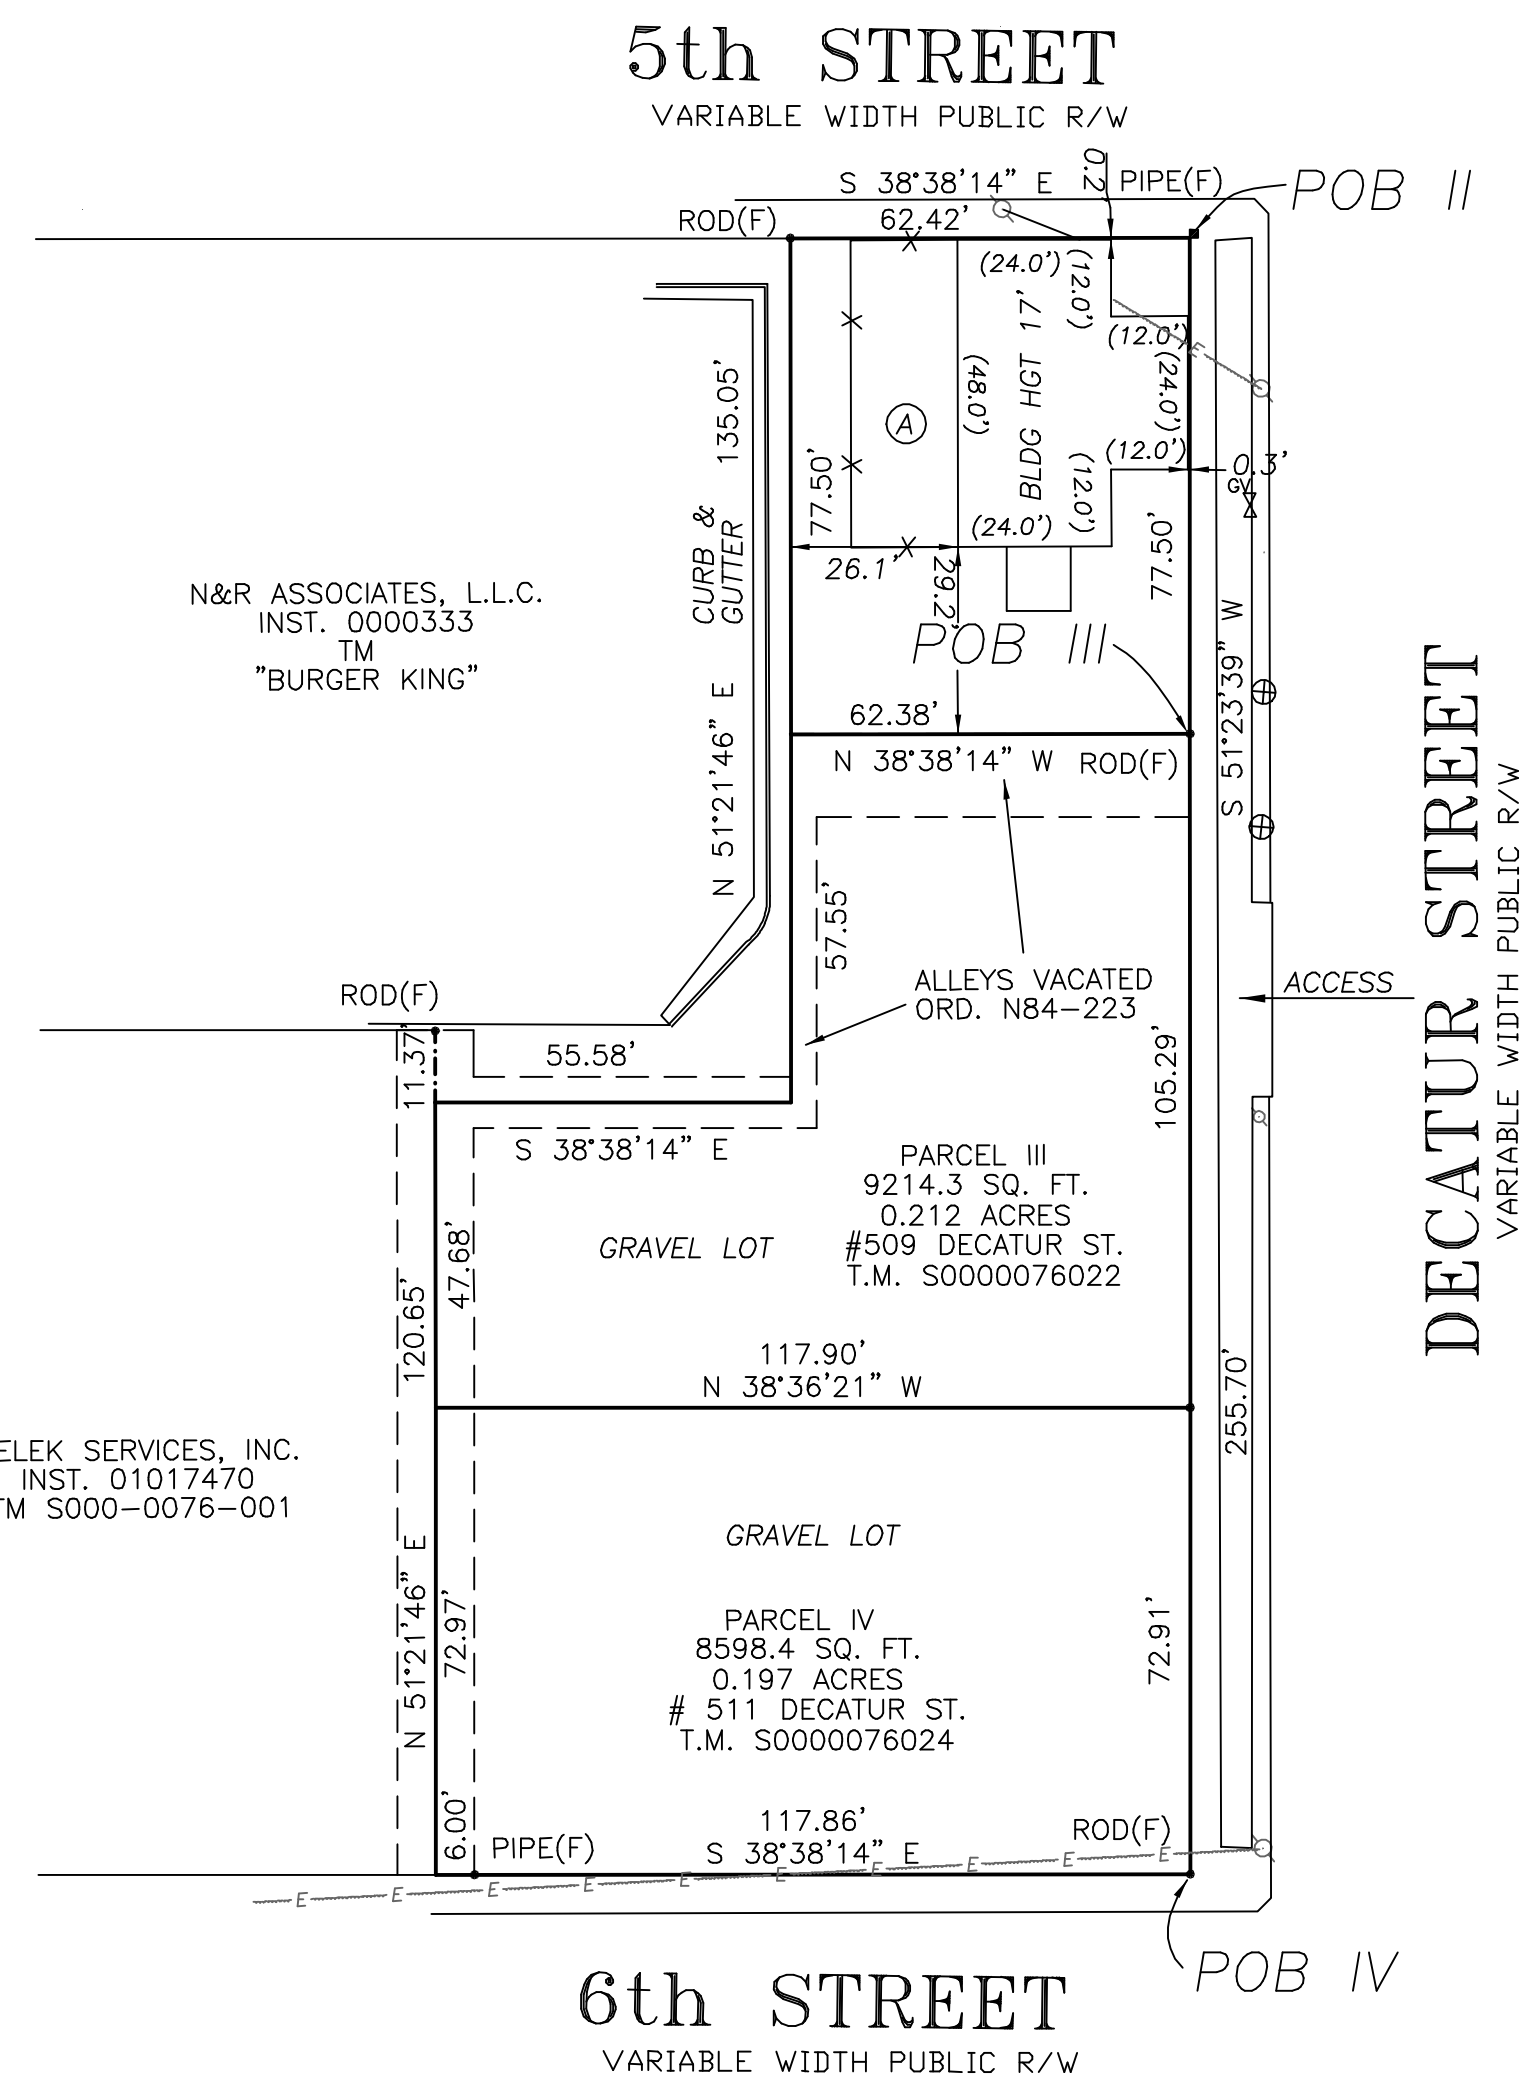 5th STREET
VARIABLE WIDTH PUBLIC R/W
S 38°38'14" E
0.2'
PIPE(F)
POB II
ROD(F)
62.42'
(24.0')
(12.0')
BLDG HGT 17'
(12.0')
(24.0')
(48.0')
E
135.05'
A
77.50'
(12.0')
0.3'
GV
(12.0')
(24.0')
77.50'
CURB &
GUTTER
26.1'
29.2'
N&R ASSOCIATES, L.L.C.
INST. 0000333
TM
"BURGER KING"
POB III
S 51°23'39" W
N 51°21'46" E
62.38'
N 38°38'14" W
ROD(F)
DECATUR STREET
VARIABLE WIDTH PUBLIC R/W
57.55'
ALLEYS VACATED
ORD. N84-223
ACCESS
ROD(F)
11.37'
55.58'
105.29'
S 38°38'14" E
PARCEL III
9214.3 SQ. FT.
0.212 ACRES
#509 DECATUR ST.
T.M. S0000076022
GRAVEL LOT
47.68'
120.65'
117.90'
N 38°36'21" W
255.70'
ELEK SERVICES, INC.
INST. 01017470
TM S000-0076-001
GRAVEL LOT
N 51°21'46" E
72.97'
PARCEL IV
8598.4 SQ. FT.
0.197 ACRES
# 511 DECATUR ST.
T.M. S0000076024
72.91'
6.00'
PIPE(F)
117.86'
S 38°38'14" E
ROD(F)
E E E E E E E E E E
POB IV
6th STREET
VARIABLE WIDTH PUBLIC R/W